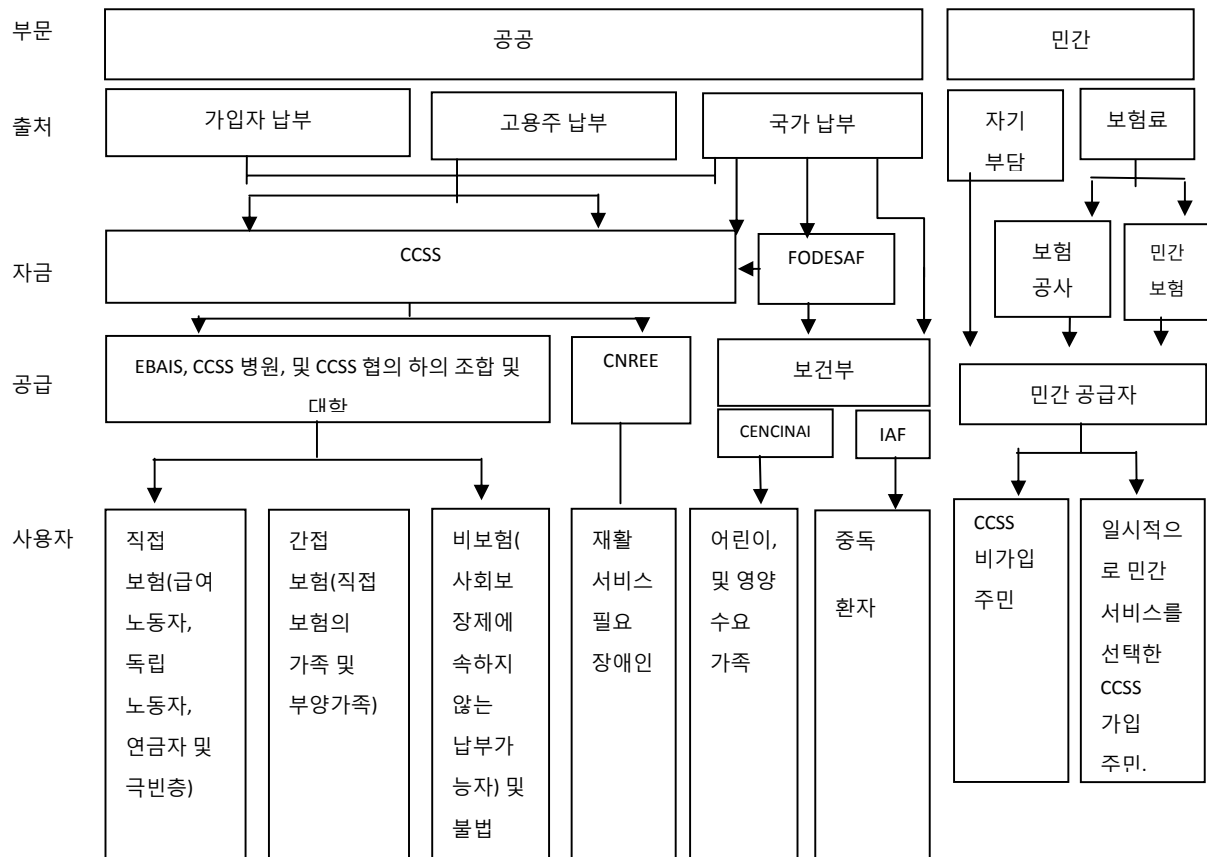 부문
공공
민간
출처
가입자 납부
고용주 납부
국가 납부
자기
부담
보험료
자금
CCSS
FODESAF
보험
공사
민간
보험
공급
EBAIS, CCSS 병원, 및 CCSS 협의 하의 조합 및
대학
CNREE
보건부
민간 공급자
CENCINAI
IAF
사용자
직접
보험(급여
노동자,
독립
노동자,
연금자 및
극빈층)
간접
보험(직접
보험의
가족 및
부양가족)
비보험(
사회보
장제에
속하지
않는
납부가
능자) 및
불법
재활
서비스
필요
장애인
어린이,
및 영양
수요
가족
중독
환자
CCSS
비가입
주민
일시적으
로 민간
서비스를
선택한
CCSS
가입
주민.